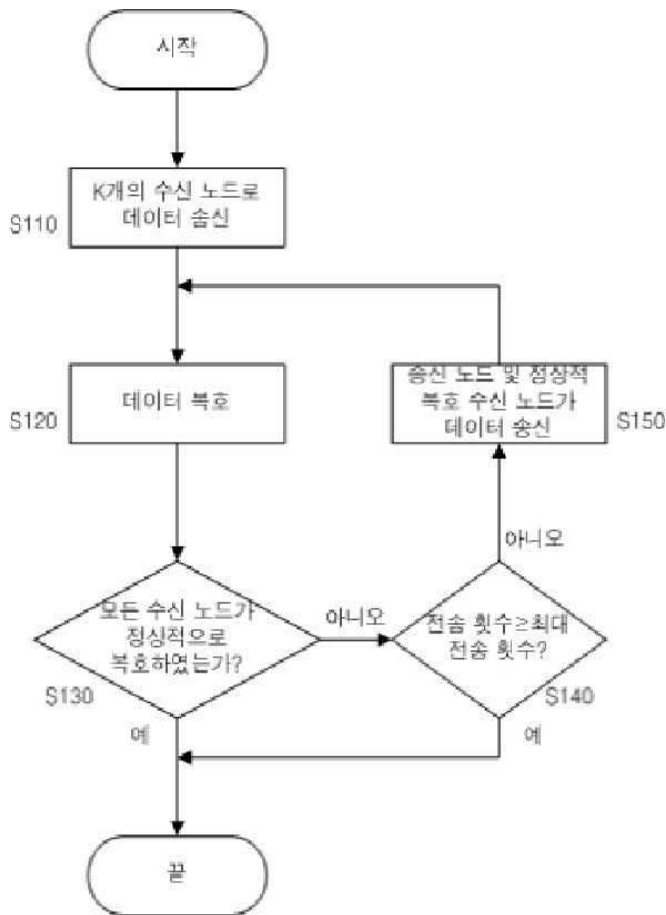 시작
K개의 수신 노드로
데이터 송신
S110
데이터 복호
S120
송신 노드 및 정상적
복호 수신 노드가
데이터 송신
S150
아니오
모든 수신 노드가
정상적으로
복호하였는가?
S130
아니오
전송 횟수≥최대
전송 횟수?
S140
예
예
끝